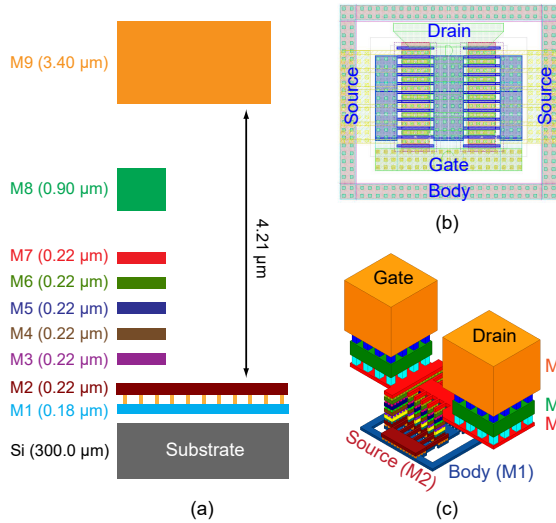 M9 (3.40 μm)
M8 (0.90 μm)
4.21 μm
M7 (0.22 μm)
M6 (0.22 μm)
M5 (0.22 μm)
M4 (0.22 μm)
M3 (0.22 μm)
M2 (0.22 μm)
M1 (0.18 μm)
Si (300.0 μm)
Substrate
(a)
Drain
Source
Source
Gate
Body
(b)
Gate
Drain
M
M
M
Source (M2)
Body (M1)
(c)